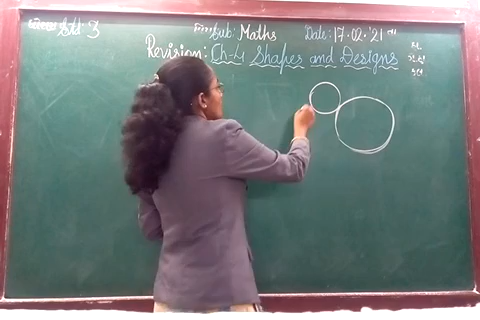 Std 3 Sub: Maths Date: 17.02.'21
Revision: Ch-4 Shapes and Designs